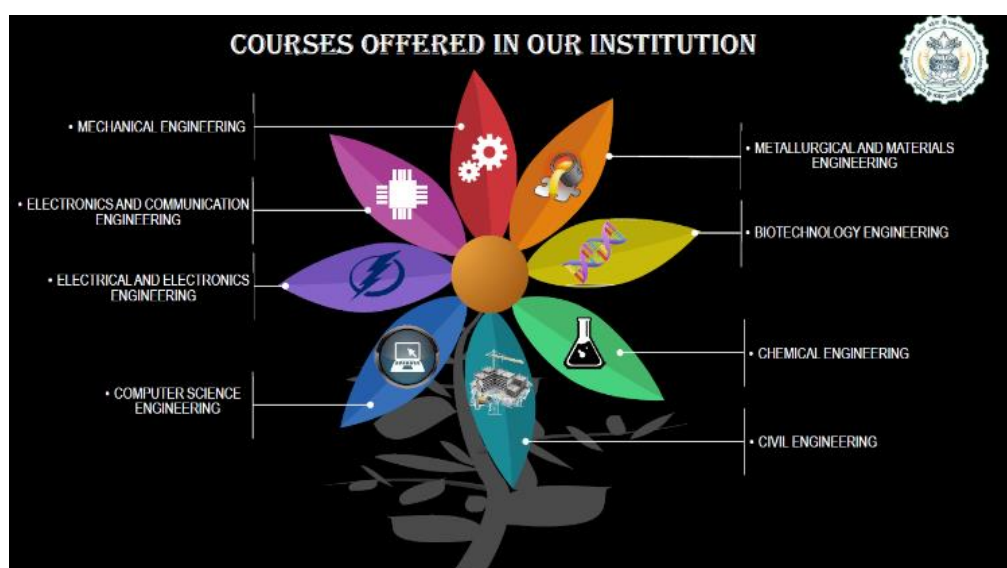 COURSES OFFERED IN OUR INSTITUTION
• MECHANICAL ENGINEERING
• ELECTRONICS AND COMMUNICATION
ENGINEERING
• ELECTRICAL AND ELECTRONICS
ENGINEERING
• COMPUTER SCIENCE
ENGINEERING
• METALLURGICAL AND MATERIALS
ENGINEERING
• BIOTECHNOLOGY ENGINEERING
• CHEMICAL ENGINEERING
• CIVIL ENGINEERING